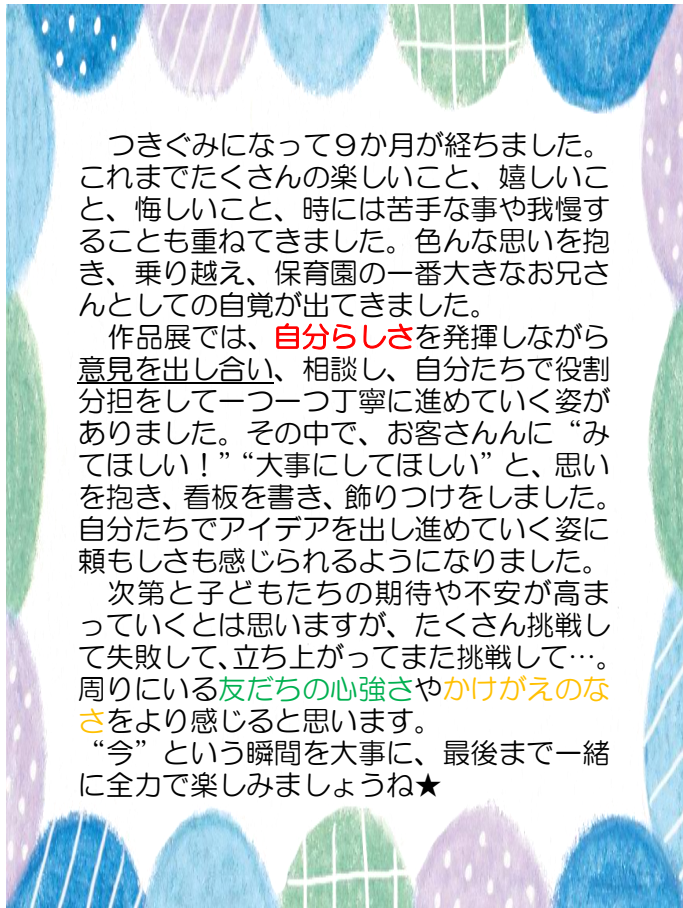 つきぐみになって９か月が経ちました。
これまでたくさんの楽しいこと、嬉しいこ
と、悔しいこと、時には苦手な事や我慢す
ることも重ねてきました。色んな思いを抱
き、乗り越え、保育園の一番大きなお兄さ
んとしての自覚が出てきました。
作品展では、自分らしさを発揮しながら
意見を出し合い、相談し、自分たちで役割
分担をして一つ一つ丁寧に進めていく姿が
ありました。その中で、お客さんんに“み
てほしい！”“大事にしてほしい”と、思い
を抱き、看板を書き、飾りつけをしました。
自分たちでアイデアを出し進めていく姿に
頼もしさも感じられるようになりました。
次第と子どもたちの期待や不安が高ま
っていくとは思いますが、たくさん挑戦し
て失敗して、立ち上がってまた挑戦して…。
周りにいる友だちの心強さやかけがえのな
さをより感じると思います。
“今”という瞬間を大事に、最後まで一緒
に全力で楽しみましょうね★